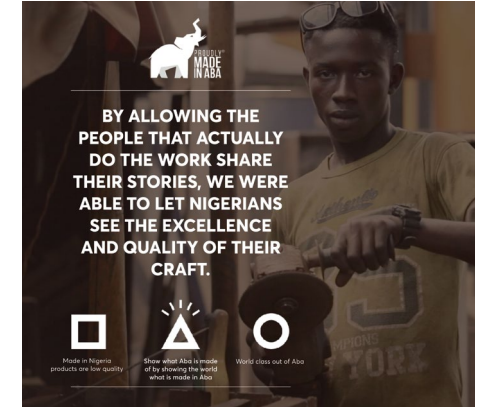 PROUDLY
MADE
IN ABA
BY ALLOWING THE
PEOPLE THAT ACTUALLY
DO THE WORK SHARE
THEIR STORIES, WE WERE
ABLE TO LET NIGERIANS
SEE THE EXCELLENCE
AND QUALITY OF THEIR
CRAFT.
Made in Nigeria
products are low quality
Show what Aba is made
of by showing the world
what is made in Aba
World class out of Aba